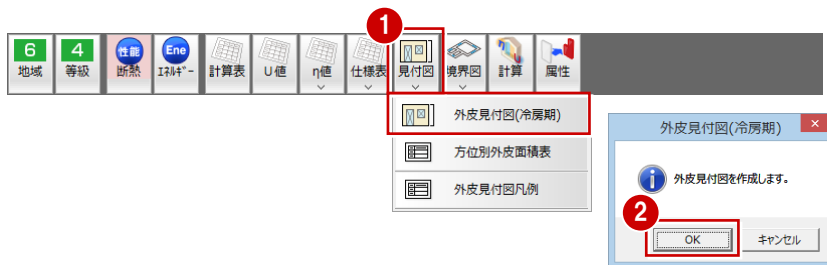 1
6 4 性能 Ene
地域 等級 断熱 ｴﾈﾙｷﾞｰ 計算表 U値 η値 仕様表 見付図 境界図 計算 属性
外皮見付図(冷房期)
方位別外皮面積表
外皮見付図凡例
外皮見付図(冷房期) ×
外皮見付図を作成します。
2
OK キャンセル